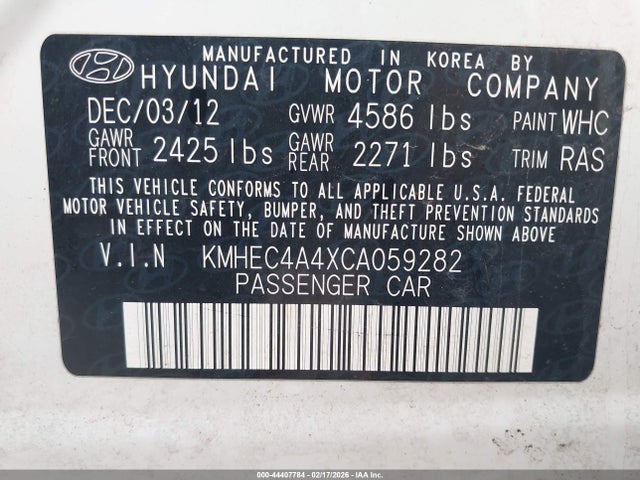 MANUFACTURED IN KOREA BY
HYUNDAI MOTOR COMPANY
DEC/03/12 GVWR 4586 lbs PAINT WHC
GAWR FRONT 2425 lbs GAWR REAR 2271 lbs TRIM RAS
THIS VEHICLE CONFORMS TO ALL APPLICABLE U.S.A. FEDERAL
MOTOR VEHICLE SAFETY, BUMPER, AND THEFT PREVENTION STANDARDS
IN EFFECT ON THE DATE OF MANUFACTURE SHOWN ABOVE.
V.I.N KMHEC4A4XCA059282
PASSENGER CAR
000-44407784 - 02/17/2026 - IAA Inc.